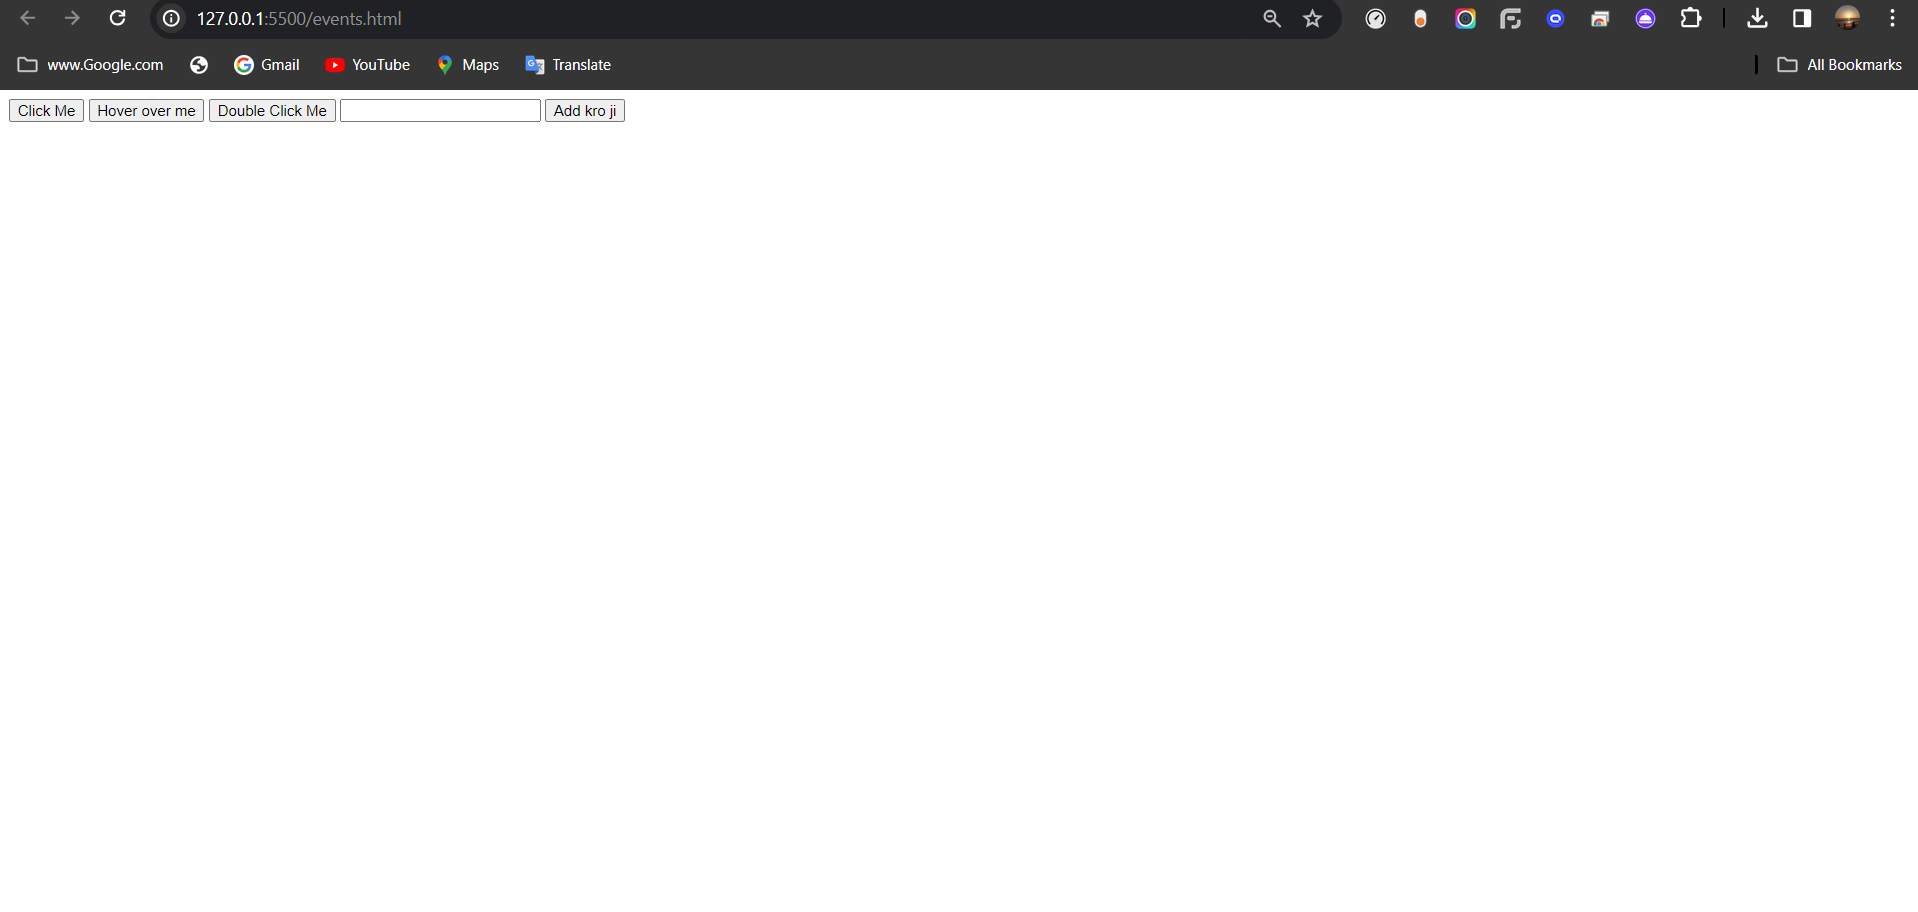 127.0.0.1:5500/events.html
www.Google.com Gmail YouTube Maps Translate All Bookmarks
Click Me Hover over me Double Click Me Add kro ji